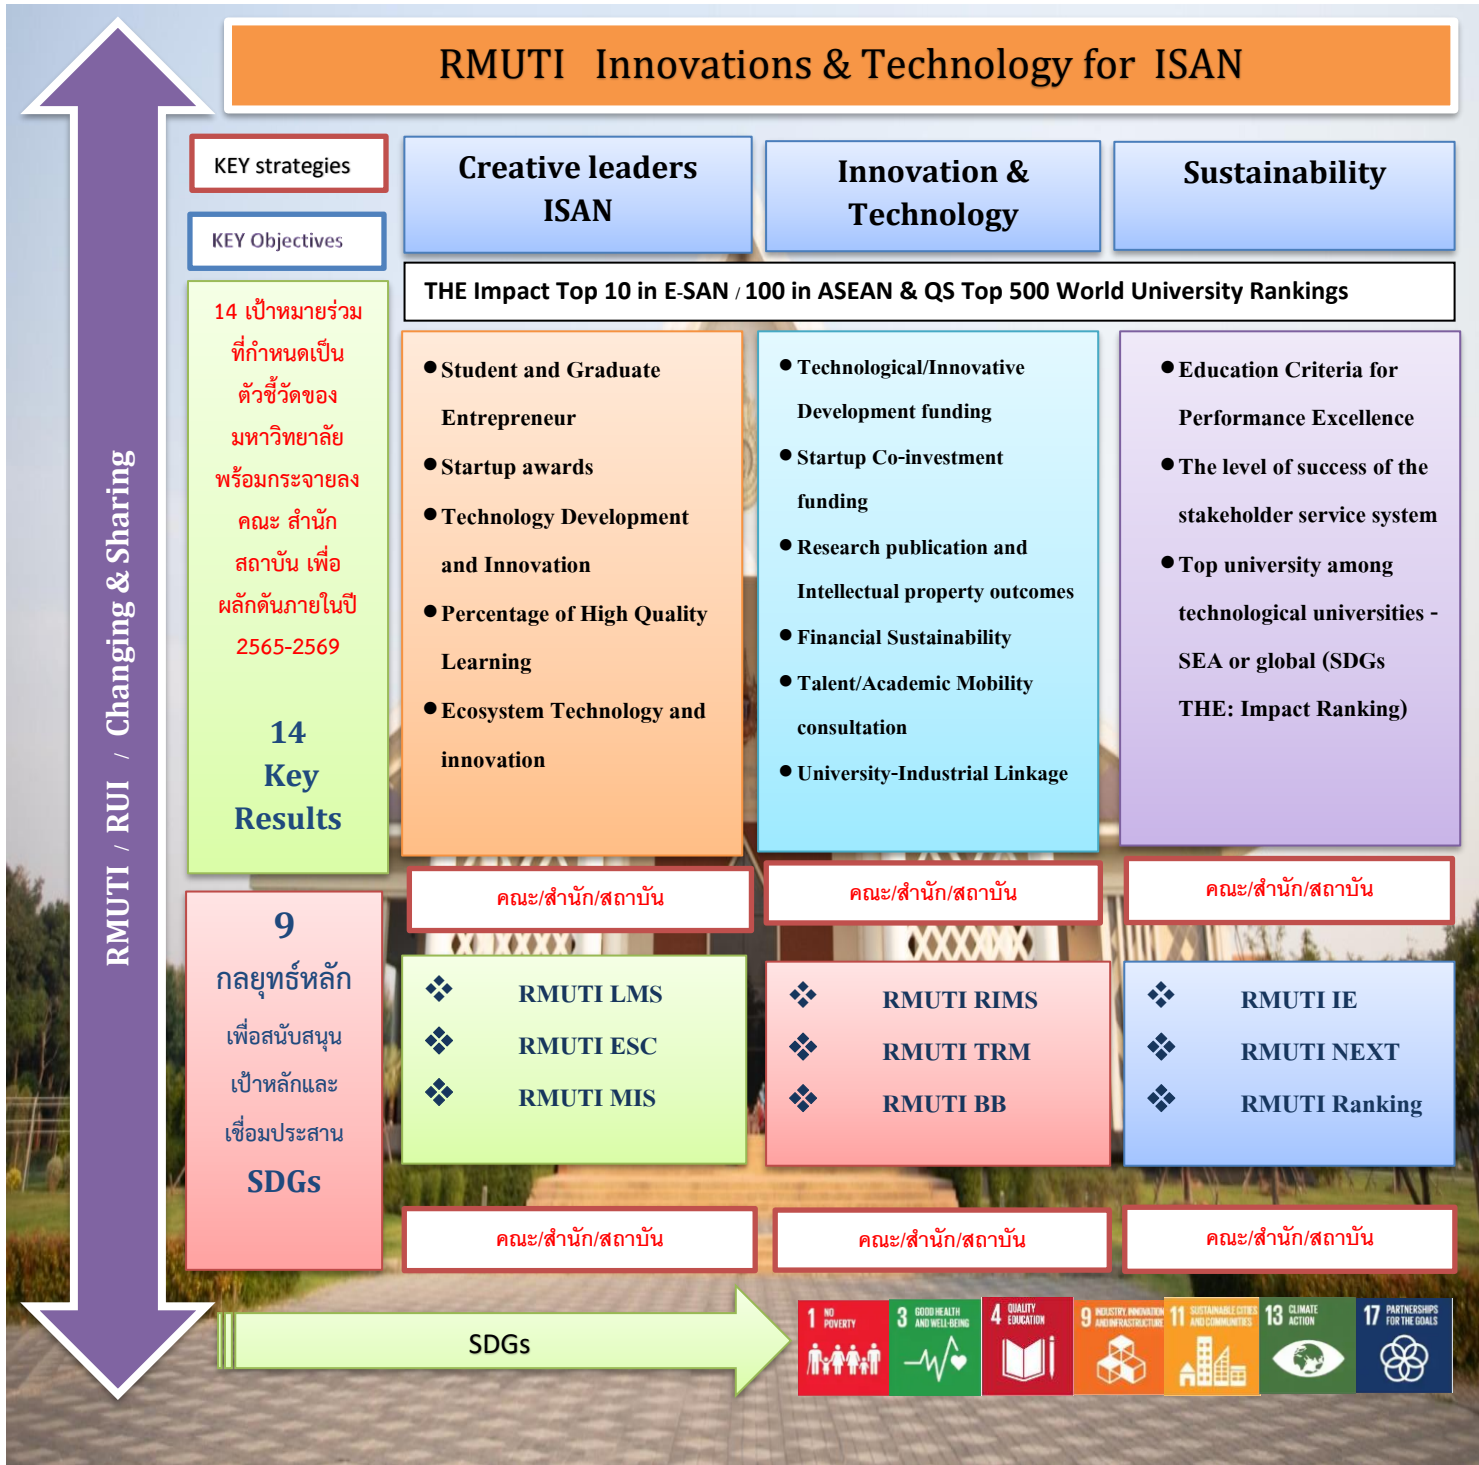 RMUTI Innovations & Technology for ISAN
KEY strategies
KEY Objectives
Creative leaders
ISAN
Innovation &
Technology
Sustainability
THE Impact Top 10 in E-SAN / 100 in ASEAN & QS Top 500 World University Rankings
RMUTI / RUI / Changing & Sharing
14 เป้าหมายร่วม
ที่กำหนดเป็น
ตัวชี้วัดของ
มหาวิทยาลัย
พร้อมกระจายลง
คณะ สำนัก
สถาบัน เพื่อ
ผลักดันภายในปี
2565-2569
14
Key
Results
● Student and Graduate
Entrepreneur
● Startup awards
● Technology Development
and Innovation
● Percentage of High Quality
Learning
● Ecosystem Technology and
innovation
● Technological/Innovative
Development funding
● Startup Co-investment
funding
● Research publication and
Intellectual property outcomes
● Financial Sustainability
● Talent/Academic Mobility
consultation
● University-Industrial Linkage
● Education Criteria for
Performance Excellence
● The level of success of the
stakeholder service system
● Top university among
technological universities -
SEA or global (SDGs
THE: Impact Ranking)
คณะ/สำนัก/สถาบัน
คณะ/สำนัก/สถาบัน
คณะ/สำนัก/สถาบัน
9
กลยุทธ์หลัก
เพื่อสนับสนุน
เป้าหลักและ
เชื่อมประสาน
SDGs
❖ RMUTI LMS
❖ RMUTI ESC
❖ RMUTI MIS
❖ RMUTI RIMS
❖ RMUTI TRM
❖ RMUTI BB
❖ RMUTI IE
❖ RMUTI NEXT
❖ RMUTI Ranking
คณะ/สำนัก/สถาบัน
คณะ/สำนัก/สถาบัน
คณะ/สำนัก/สถาบัน
SDGs
1 NO
POVERTY
3 GOOD HEALTH
AND WELL-BEING
4 QUALITY
EDUCATION
9 INDUSTRY, INNOVATION
AND INFRASTRUCTURE
11 SUSTAINABLE CITIES
AND COMMUNITIES
13 CLIMATE
ACTION
17 PARTNERSHIPS
FOR THE GOALS